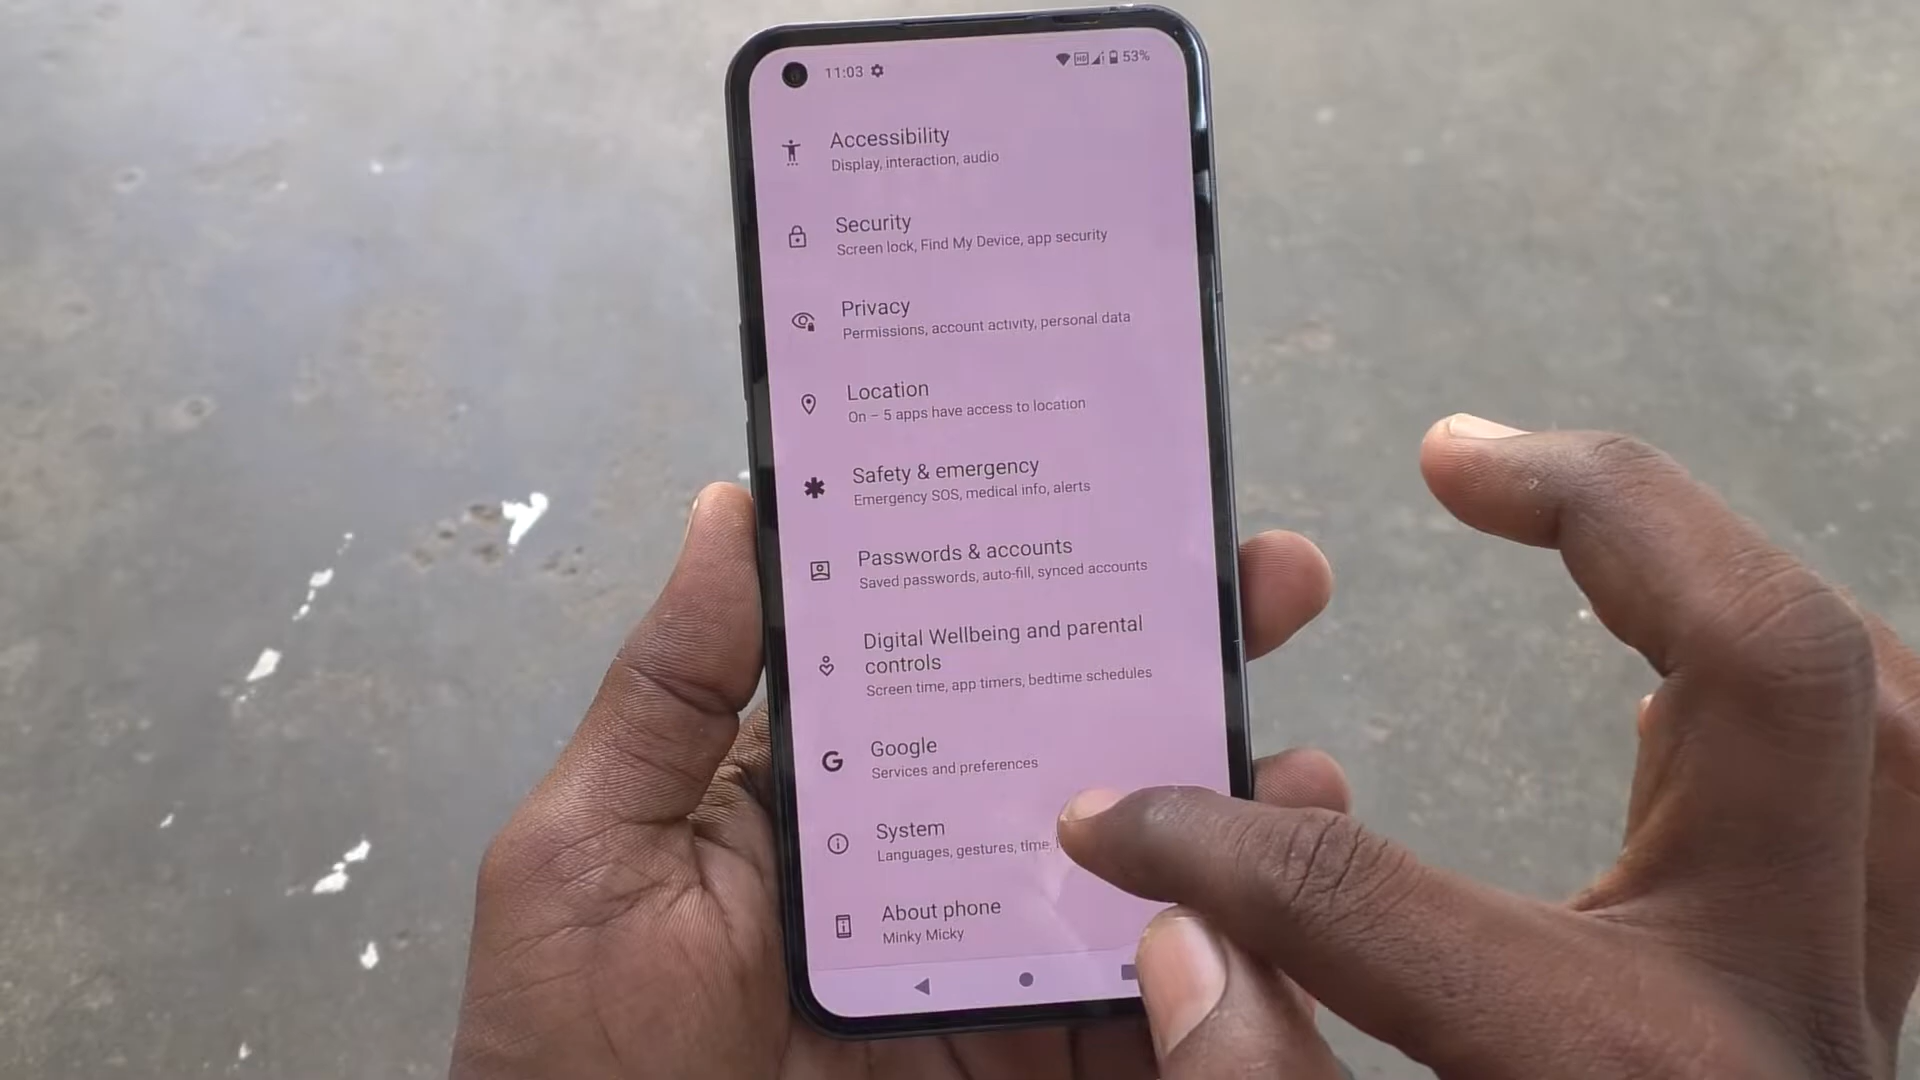 11:03 53%
Accessibility
Display, interaction, audio
Security
Screen lock, Find My Device, app security
Privacy
Permissions, account activity, personal data
Location
On – 5 apps have access to location
Safety & emergency
Emergency SOS, medical info, alerts
Passwords & accounts
Saved passwords, auto-fill, synced accounts
Digital Wellbeing and parental
controls
Screen time, app timers, bedtime schedules
Google
Services and preferences
System
Languages, gestures, time,
About phone
Minky Micky